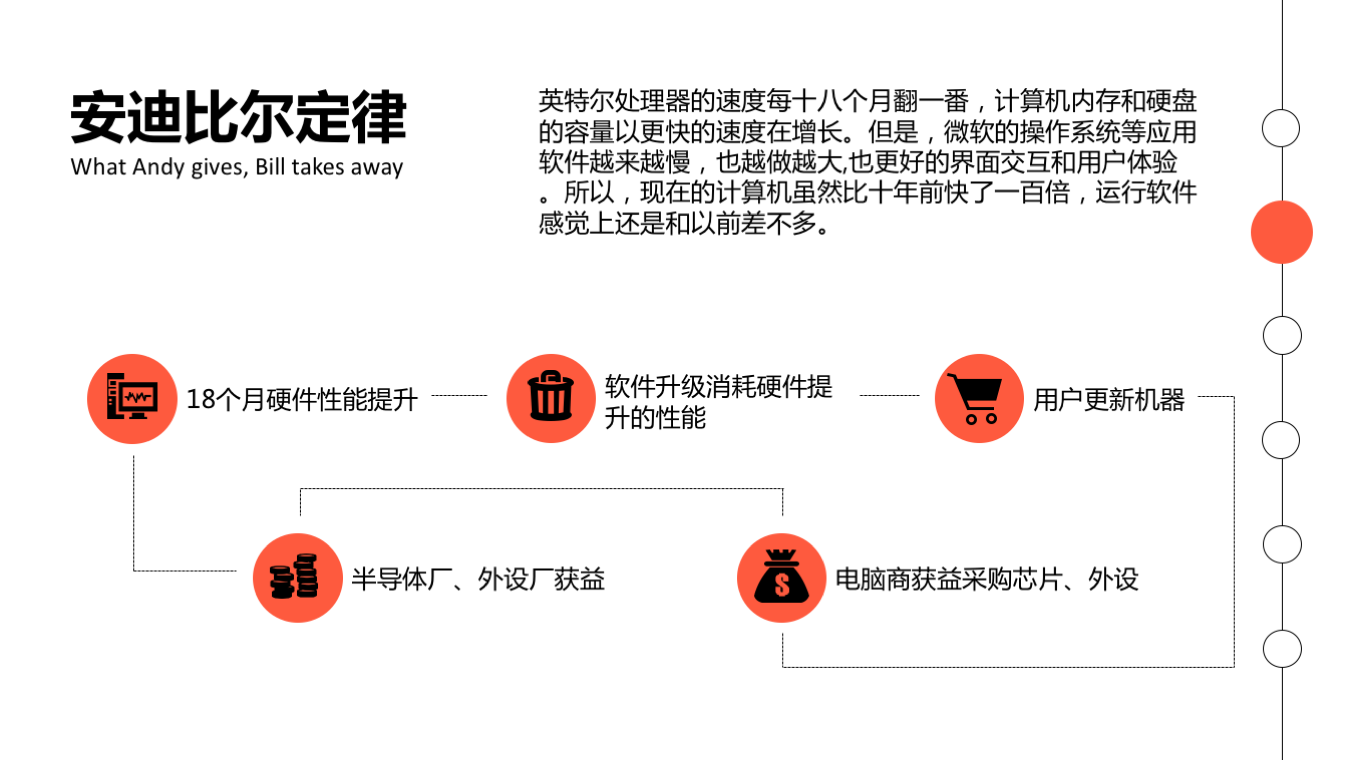 安迪比尔定律
What Andy gives, Bill takes away
英特尔处理器的速度每十八个月翻一番，计算机内存和硬盘
的容量以更快的速度在增长。但是，微软的操作系统等应用
软件越来越慢，也越做越大,也更好的界面交互和用户体验
。所以，现在的计算机虽然比十年前快了一百倍，运行软件
感觉上还是和以前差不多。
18个月硬件性能提升
软件升级消耗硬件提
升的性能
用户更新机器
半导体厂、外设厂获益
电脑商获益采购芯片、外设